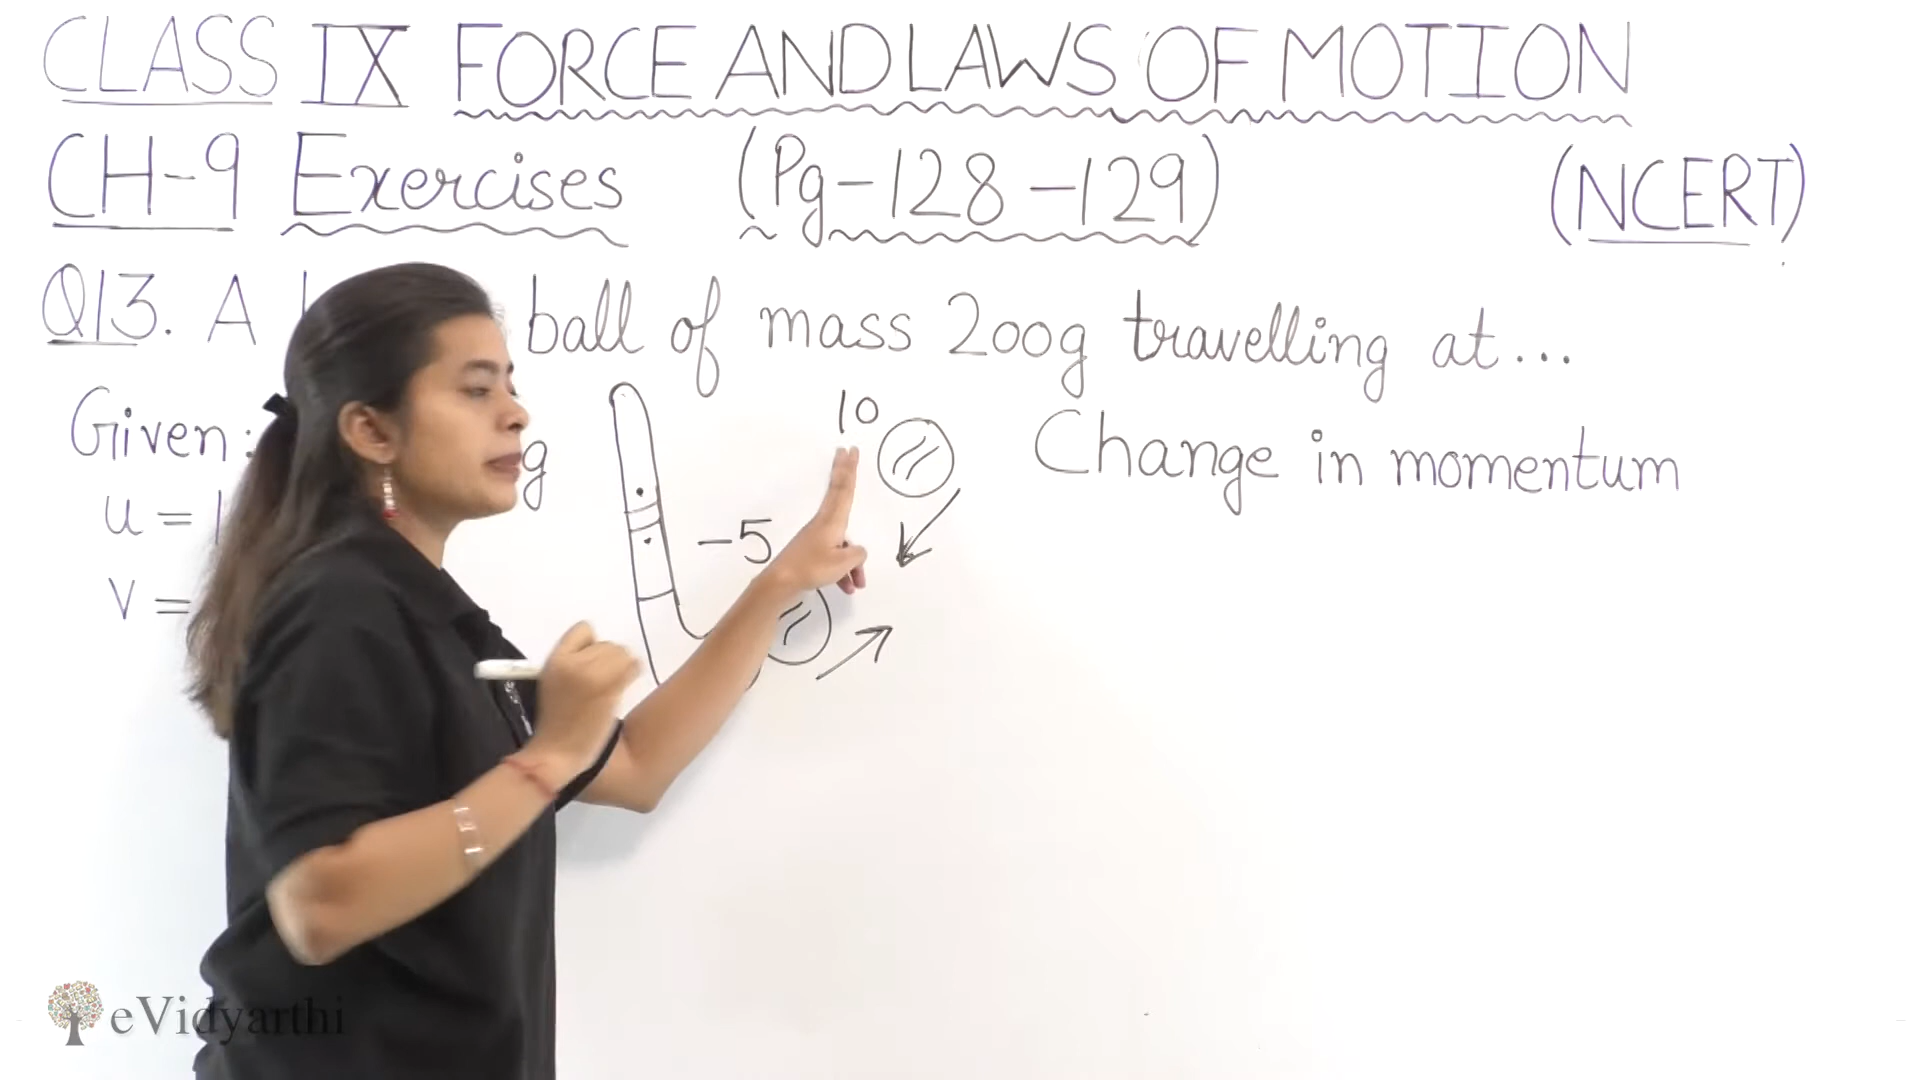 CLASS IX FORCE AND LAWS OF MOTION
CH-9 Exercises (Pg-128-129) (NCERT)
Q13. A ball of mass 200g travelling at...
Given: g
10
Change in momentum
u =
-5
v =
eVidyarthi